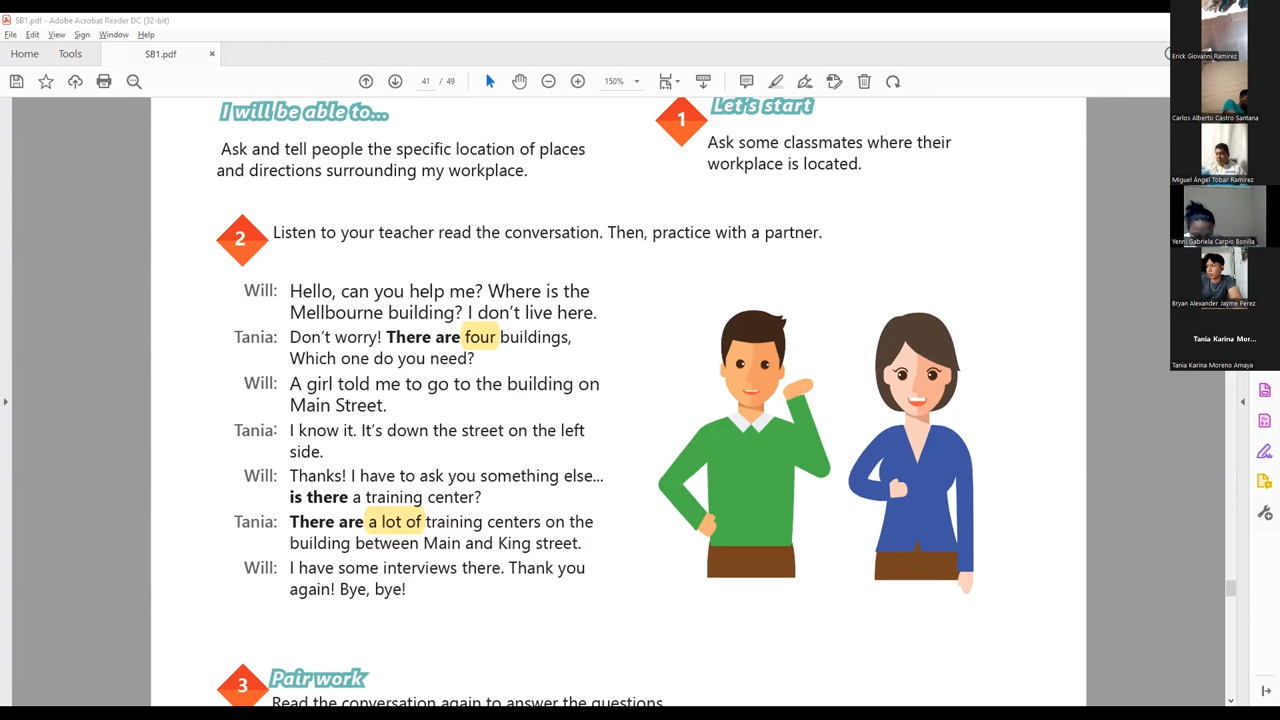 SB1.pdf - Adobe Acrobat Reader DC (32-bit)
File Edit View Sign Window Help
Home Tools SB1.pdf ×
41 / 49 150%
I will be able to...
Ask and tell people the specific location of places
and directions surrounding my workplace.
1 Let's start
Ask some classmates where their
workplace is located.
2 Listen to your teacher read the conversation. Then, practice with a partner.
Will: Hello, can you help me? Where is the
Mellbourne building? I don't live here.
Tania: Don't worry! There are four buildings,
Which one do you need?
Will: A girl told me to go to the building on
Main Street.
Tania: I know it. It's down the street on the left
side.
Will: Thanks! I have to ask you something else...
is there a training center?
Tania: There are a lot of training centers on the
building between Main and King street.
Will: I have some interviews there. Thank you
again! Bye, bye!
3 Pair work
Read the conversation again to answer the questions
Erick Giovanni Ramirez
Carlos Alberto Castro Santana
Miguel Ángel Tobar Ramirez
Yenni Gabriela Carpio Bonilla
Bryan Alexander Jayme Perez
Tania Karina Mor...
Tania Karina Moreno Amaya